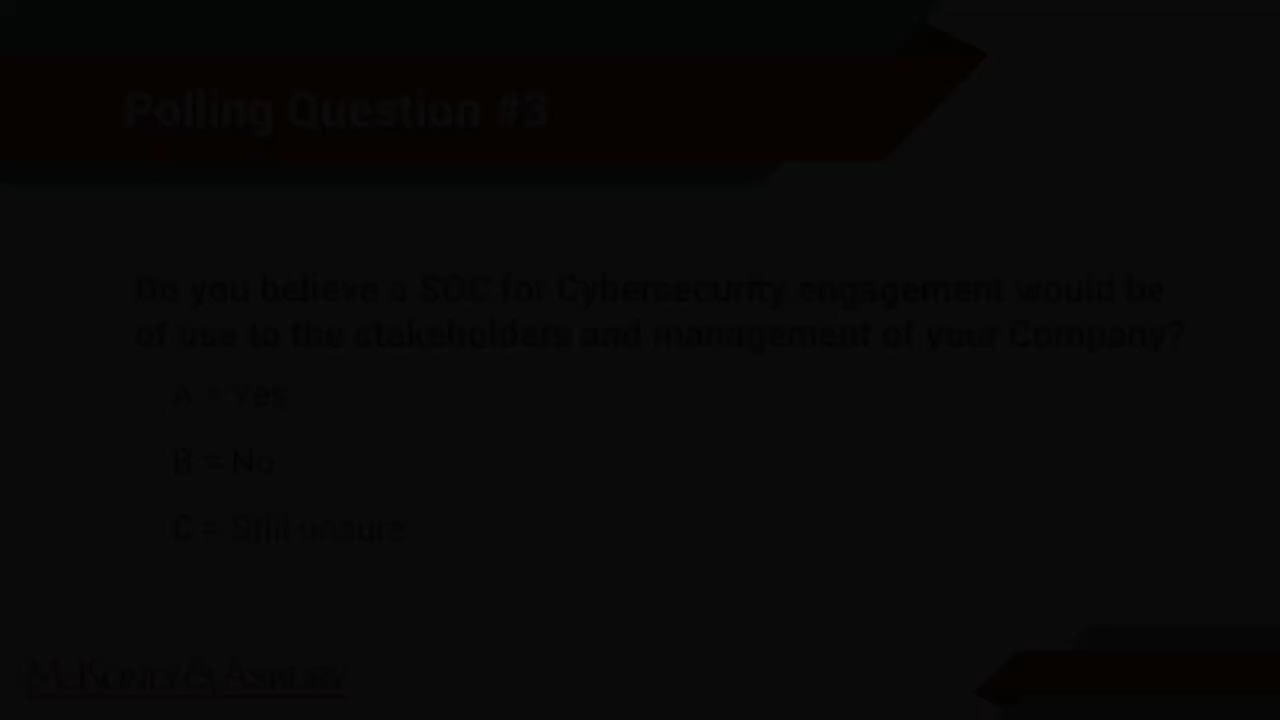 Polling Question #3
Do you believe a SOC for Cybersecurity engagement would be
of use to the stakeholders and management of your Company?
A = Yes
B = No
C = Still unsure